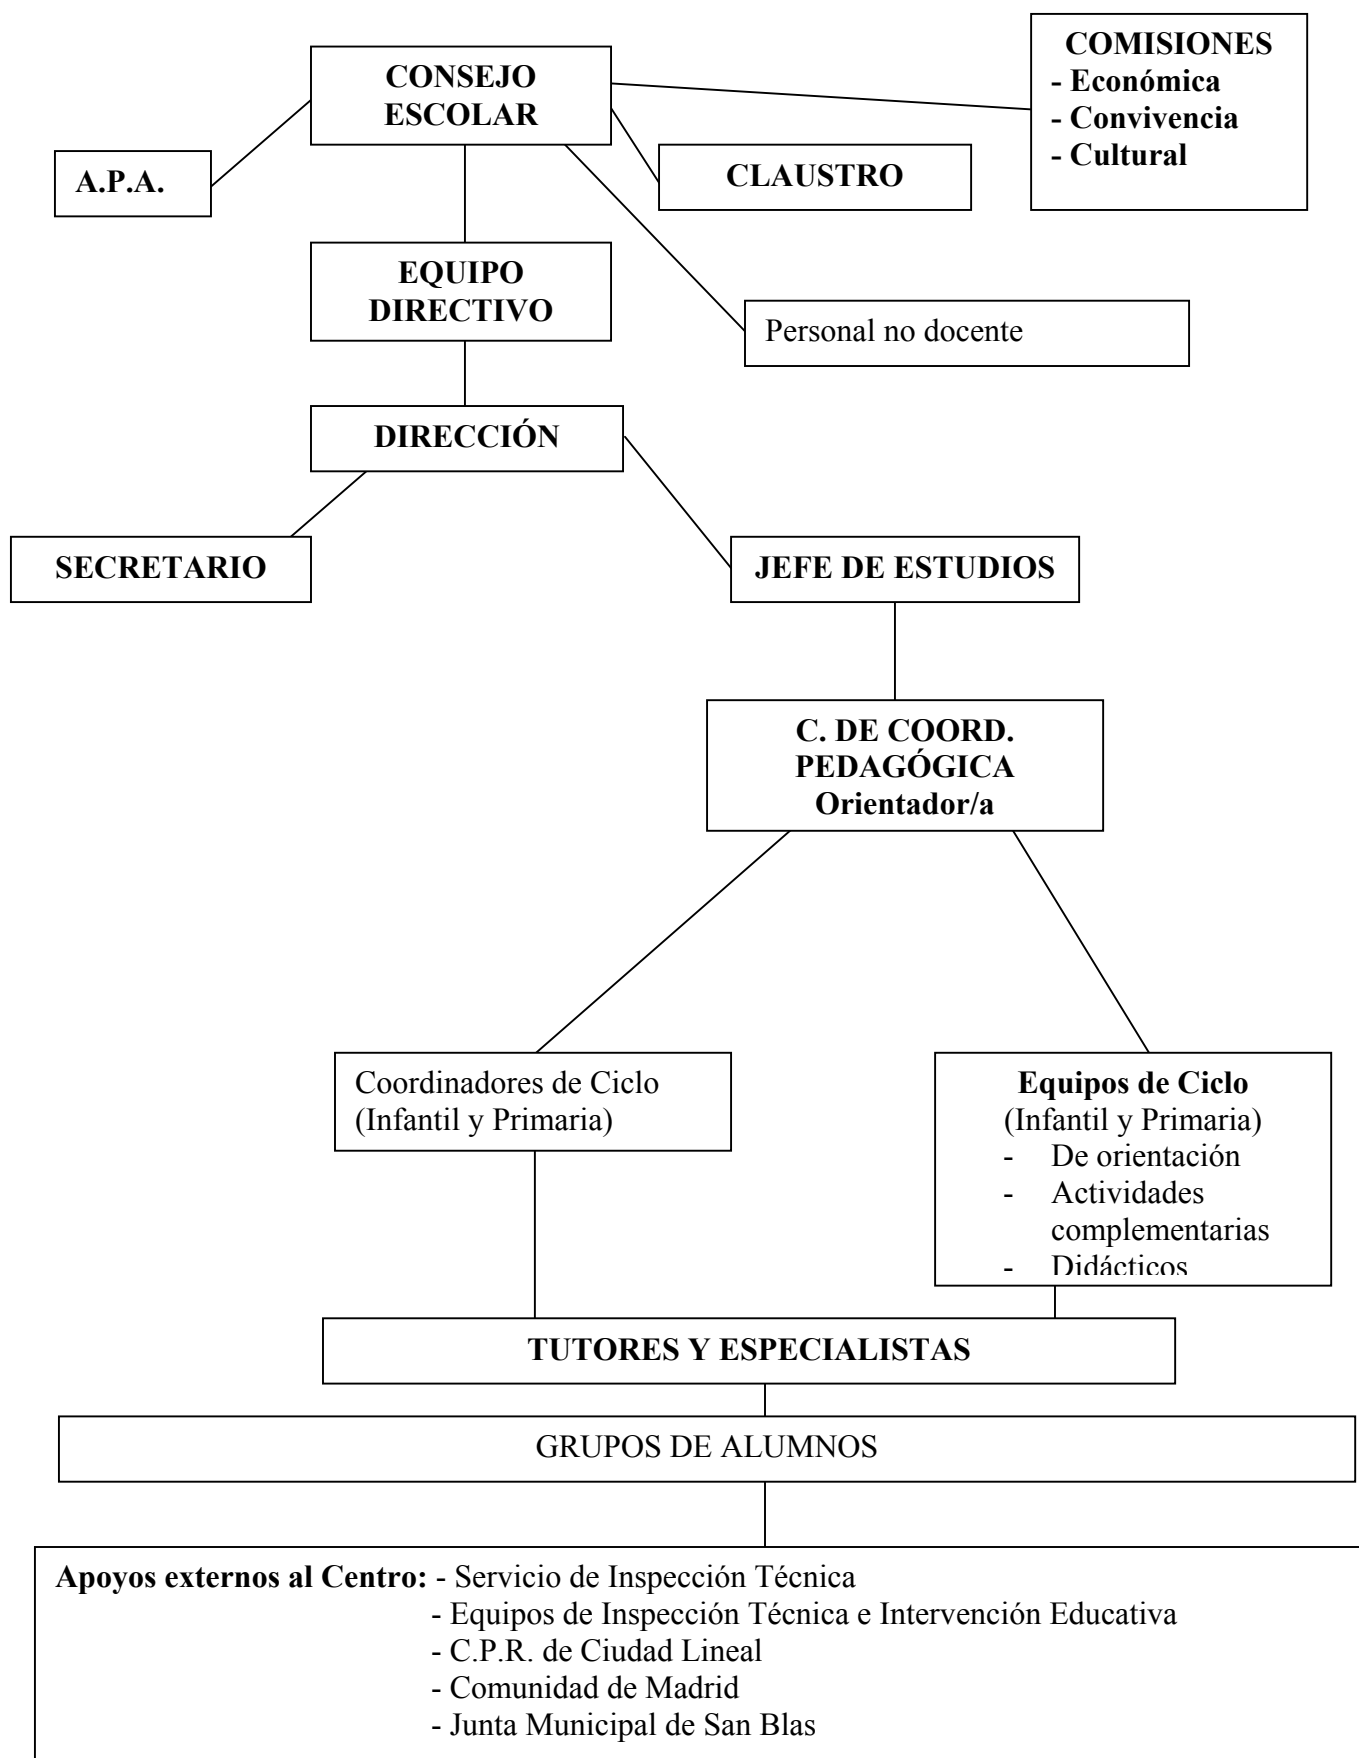 CONSEJO
ESCOLAR
COMISIONES
- Económica
- Convivencia
- Cultural
A.P.A.
CLAUSTRO
EQUIPO
DIRECTIVO
Personal no docente
DIRECCIÓN
SECRETARIO
JEFE DE ESTUDIOS
C. DE COORD.
PEDAGÓGICA
Orientador/a
Coordinadores de Ciclo
(Infantil y Primaria)
Equipos de Ciclo
(Infantil y Primaria)
- De orientación
- Actividades
complementarias
- Didácticos
TUTORES Y ESPECIALISTAS
GRUPOS DE ALUMNOS
Apoyos externos al Centro: - Servicio de Inspección Técnica
- Equipos de Inspección Técnica e Intervención Educativa
- C.P.R. de Ciudad Lineal
- Comunidad de Madrid
- Junta Municipal de San Blas